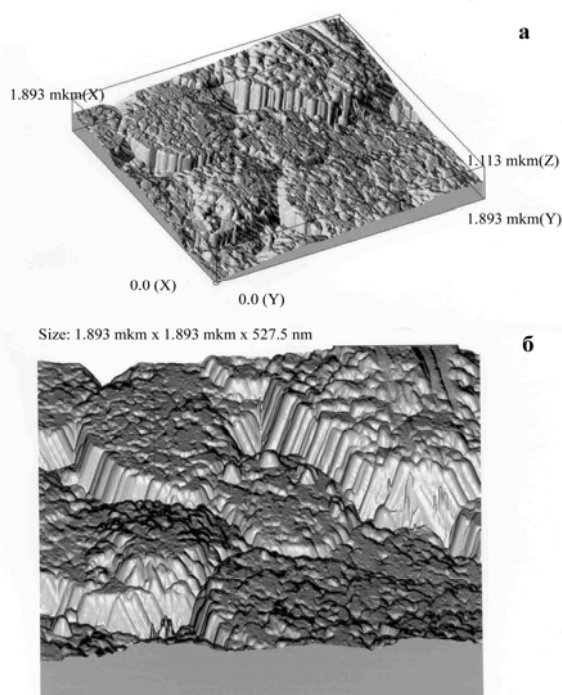 а
1.893 mkm(X)
1.113 mkm(Z)
1.893 mkm(Y)
0.0 (X)
0.0 (Y)
Size: 1.893 mkm x 1.893 mkm x 527.5 nm
б